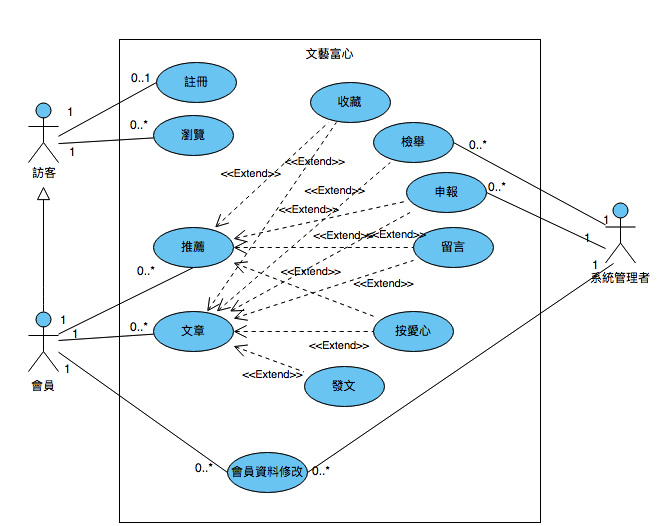 文藝富心
0..1
註冊
收藏
1
0..*
瀏覽
檢舉
0..*
1
<<Extend>>
訪客
<<Extend>>
<<Extend>>
申報
0..*
<<Extend>>
1
<<Extend>>
<<Extend>>
1
推薦
留言
0..*
<<Extend>>
1
系統管理者
<<Extend>>
1
0..*
文章
按愛心
1
<<Extend>>
1
<<Extend>>
會員
發文
0..*
會員資料修改
0..*